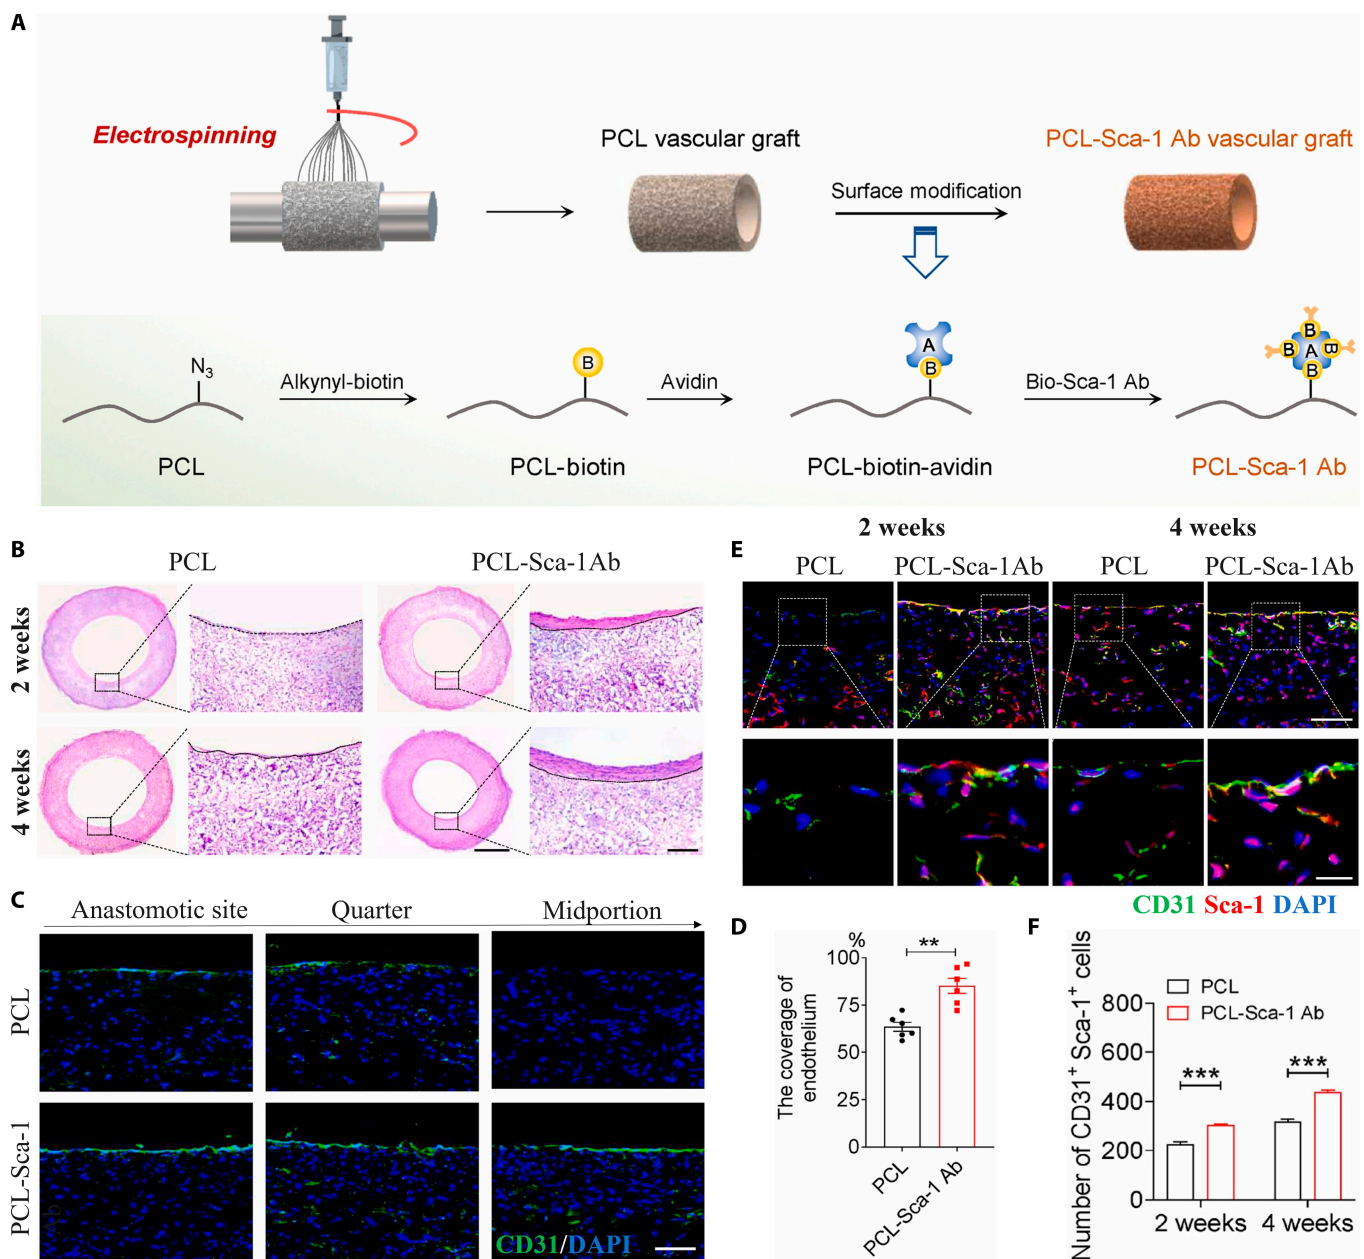 A
Electrospinning
PCL vascular graft
PCL-Sca-1 Ab vascular graft
Surface modification
N3
Alkynyl-biotin
B
Avidin
A
B
Bio-Sca-1 Ab
B
B A B
B
PCL
PCL-biotin
PCL-biotin-avidin
PCL-Sca-1 Ab
B
PCL
PCL-Sca-1Ab
2 weeks
4 weeks
C
Anastomotic site
Quarter
Midportion
PCL
PCL-Sca-1
Ab
CD31/DAPI
E
2 weeks
4 weeks
PCL
PCL-Sca-1Ab
PCL
PCL-Sca-1Ab
CD31 Sca-1 DAPI
D
%
The coverage of
endothelium
100
75
50
25
0
**
PCL
PCL-Sca-1 Ab
F
Number of CD31+ Sca-1+ cells
800
600
400
200
0
PCL
PCL-Sca-1 Ab
***
***
2 weeks
4 weeks